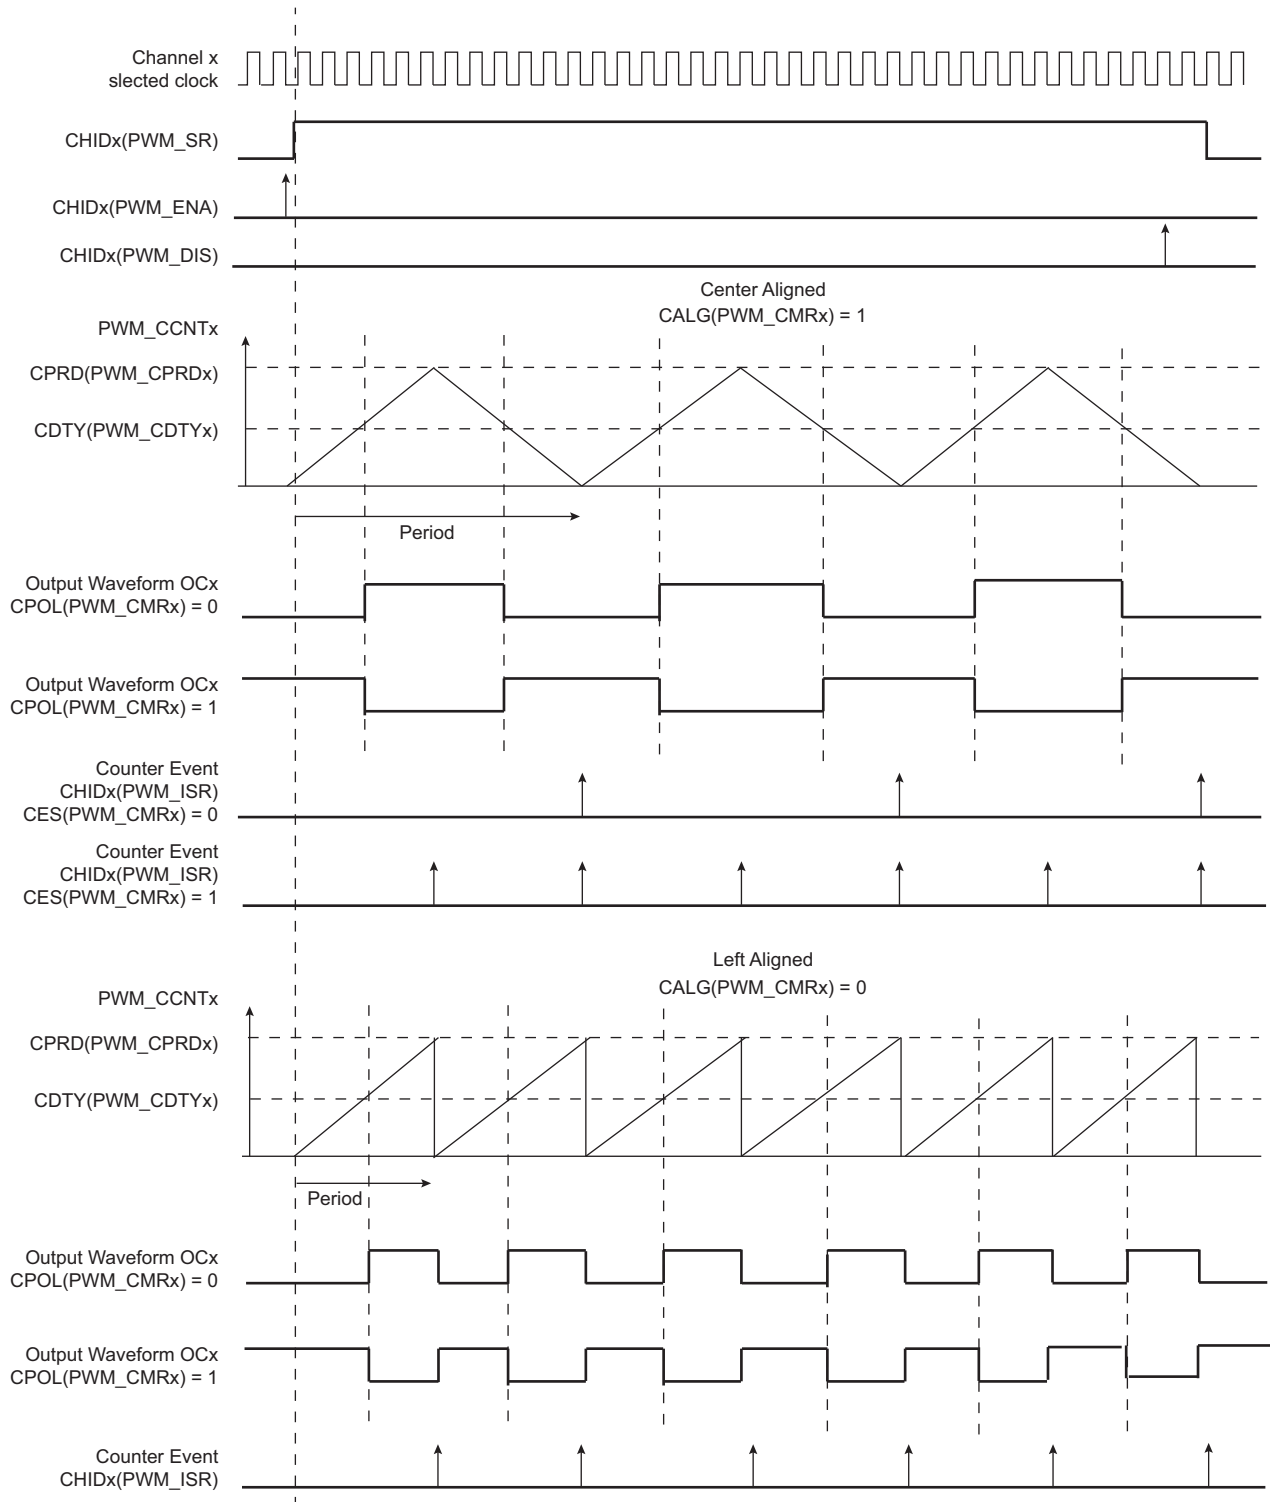 Channel x
slected clock
CHIDx(PWM_SR)
CHIDx(PWM_ENA)
CHIDx(PWM_DIS)
Center Aligned
CALG(PWM_CMRx) = 1
PWM_CCNTx
CPRD(PWM_CPRDx)
CDTY(PWM_CDTYx)
Period
Output Waveform OCx
CPOL(PWM_CMRx) = 0
Output Waveform OCx
CPOL(PWM_CMRx) = 1
Counter Event
CHIDx(PWM_ISR)
CES(PWM_CMRx) = 0
Counter Event
CHIDx(PWM_ISR)
CES(PWM_CMRx) = 1
Left Aligned
CALG(PWM_CMRx) = 0
PWM_CCNTx
CPRD(PWM_CPRDx)
CDTY(PWM_CDTYx)
Period
Output Waveform OCx
CPOL(PWM_CMRx) = 0
Output Waveform OCx
CPOL(PWM_CMRx) = 1
Counter Event
CHIDx(PWM_ISR)